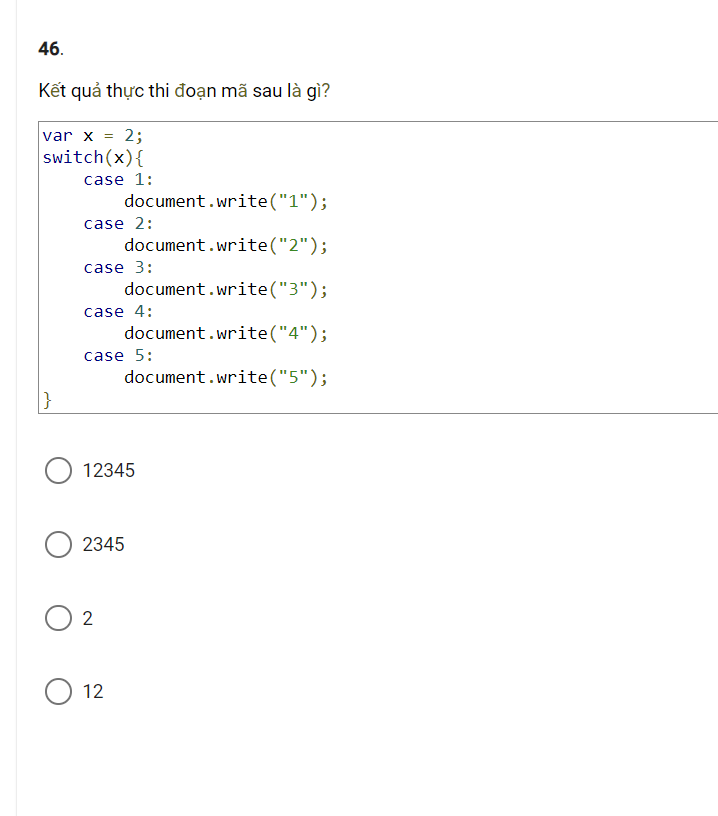 46.
Kết quả thực thi đoạn mã sau là gì?
var x = 2;
switch(x){
    case 1:
        document.write("1");
    case 2:
        document.write("2");
    case 3:
        document.write("3");
    case 4:
        document.write("4");
    case 5:
        document.write("5");
}
12345
2345
2
12